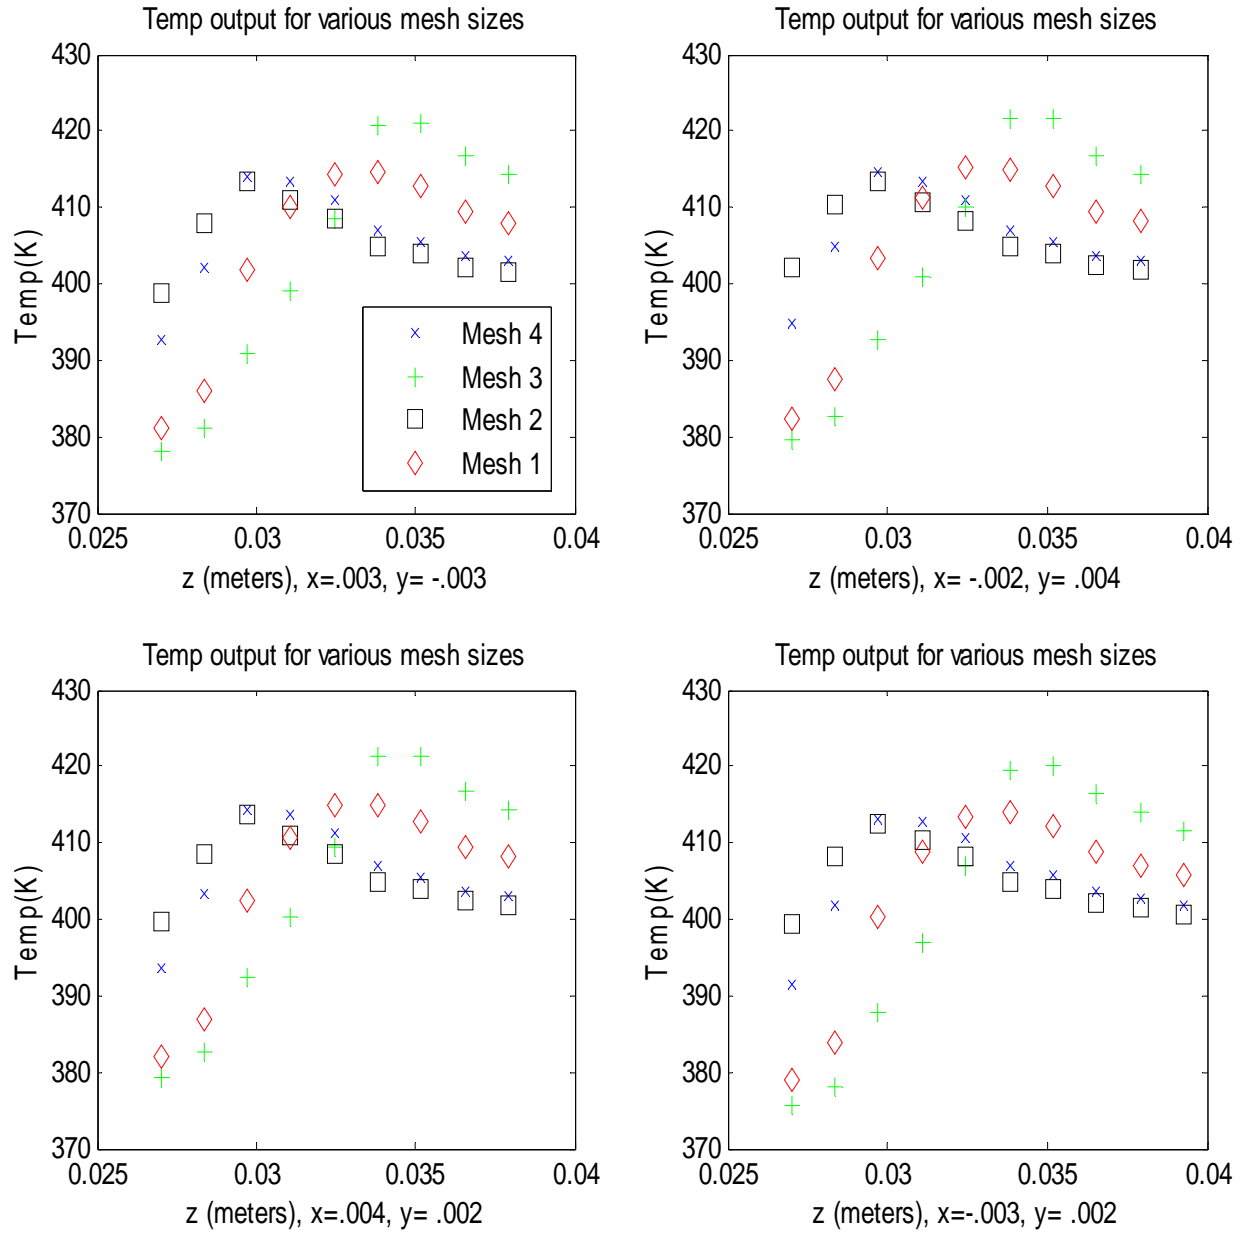 Temp output for various mesh sizes
430
420
410
400
390
380
370
0.025
0.03
0.035
0.04
Temp(K)
z (meters), x=.003, y= -.003
Mesh 4
Mesh 3
Mesh 2
Mesh 1
Temp output for various mesh sizes
430
420
410
400
390
380
370
0.025
0.03
0.035
0.04
Temp(K)
z (meters), x= -.002, y= .004
Temp output for various mesh sizes
430
420
410
400
390
380
370
0.025
0.03
0.035
0.04
Temp(K)
z (meters), x=.004, y= .002
Temp output for various mesh sizes
430
420
410
400
390
380
370
0.025
0.03
0.035
0.04
Temp(K)
z (meters), x=-.003, y= .002